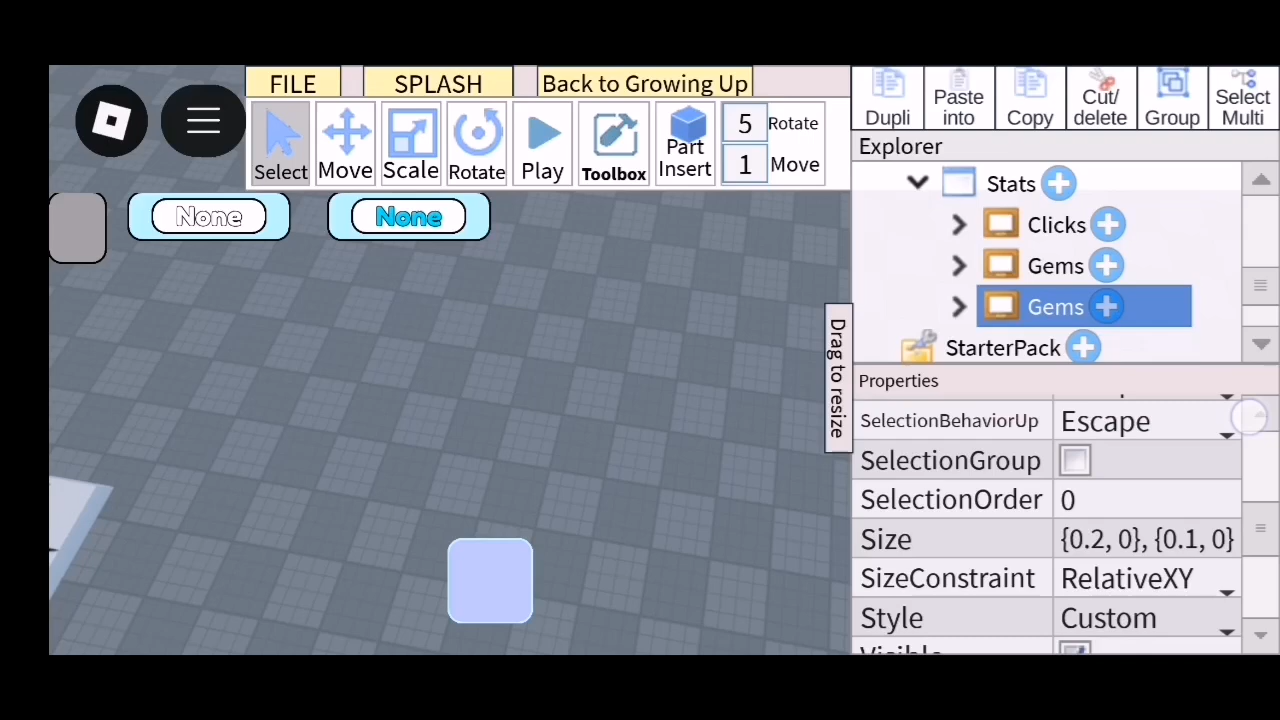 FILE
SPLASH
Back to Growing Up
Select
Move
Scale
Rotate
Play
Toolbox
Part
Insert
5
Rotate
1
Move
Dupli
Paste
into
Copy
Cut/
delete
Group
Select
Multi
Explorer
Stats
Clicks
Gems
Gems
StarterPack
None
None
Drag to resize
Properties
SelectionBehaviorUp
Escape
SelectionGroup
SelectionOrder
0
Size
{0.2, 0}, {0.1, 0}
SizeConstraint
RelativeXY
Style
Custom
Visible